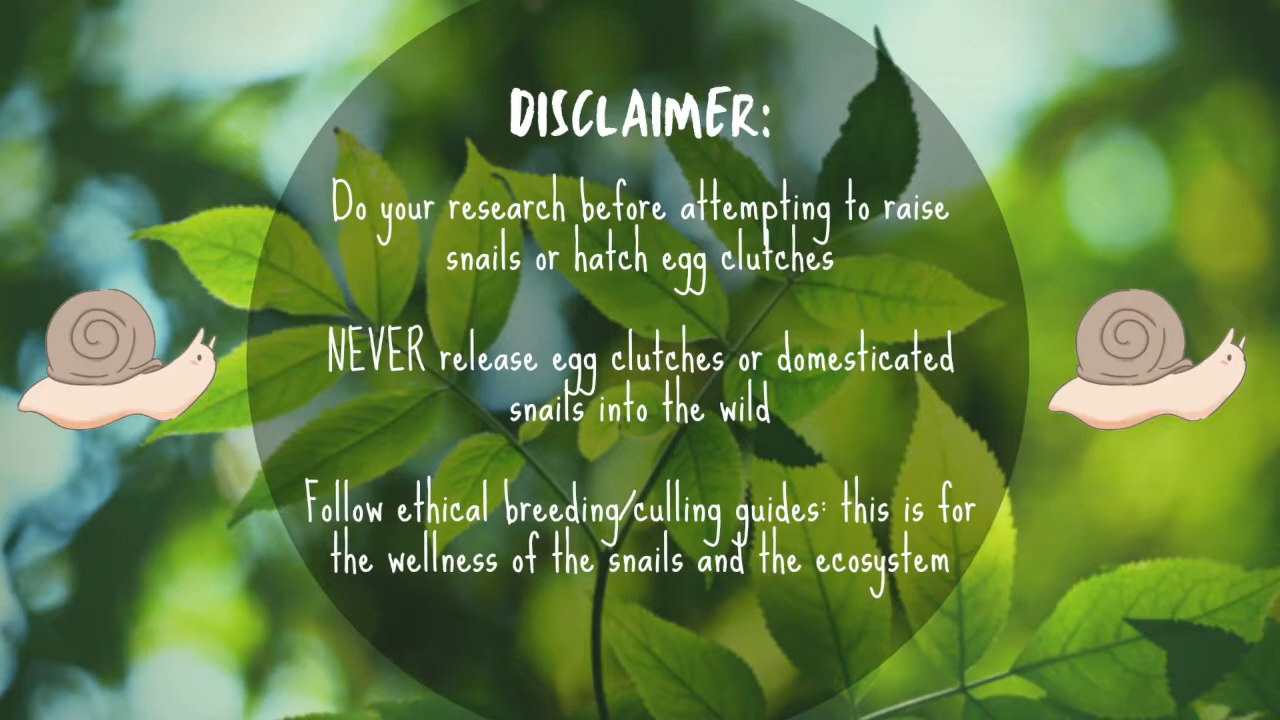 DISCLAIMER:
Do your research before attempting to raise
snails or hatch egg clutches
NEVER release egg clutches or domesticated
snails into the wild
Follow ethical breeding/culling guides: this is for
the wellness of the snails and the ecosystem